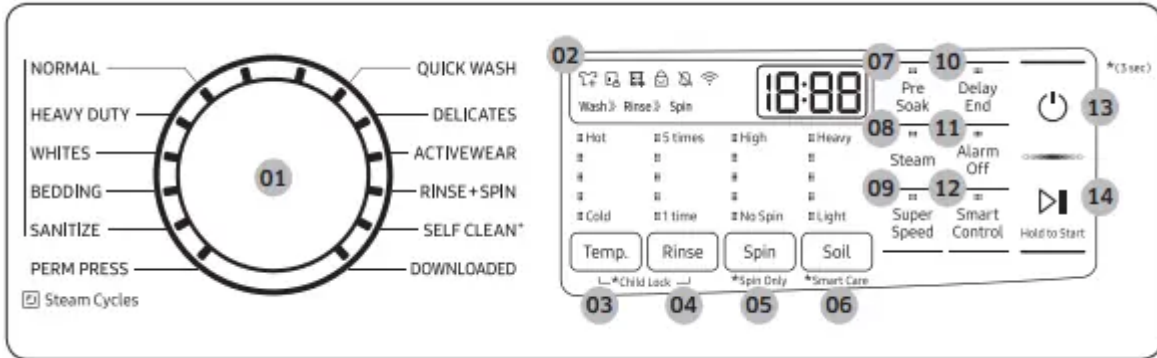 NORMAL
HEAVY DUTY
WHITES
BEDDING
SANITIZE
PERM PRESS
Steam Cycles
01
QUICK WASH
DELICATES
ACTIVEWEAR
RINSE+SPIN
SELF CLEAN*
DOWNLOADED
02
Wash》 Rinse》 Spin
18:88
Hot 5 times High Heavy
Cold 1 time No Spin Light
Temp. Rinse Spin Soil
*Child Lock *Spin Only *Smart Care
03 04 05 06
07
Pre
Soak
08
Steam
09
Super
Speed
10
Delay
End
11
Alarm
Off
12
Smart
Control
*(3 sec)
13
14
Hold to Start